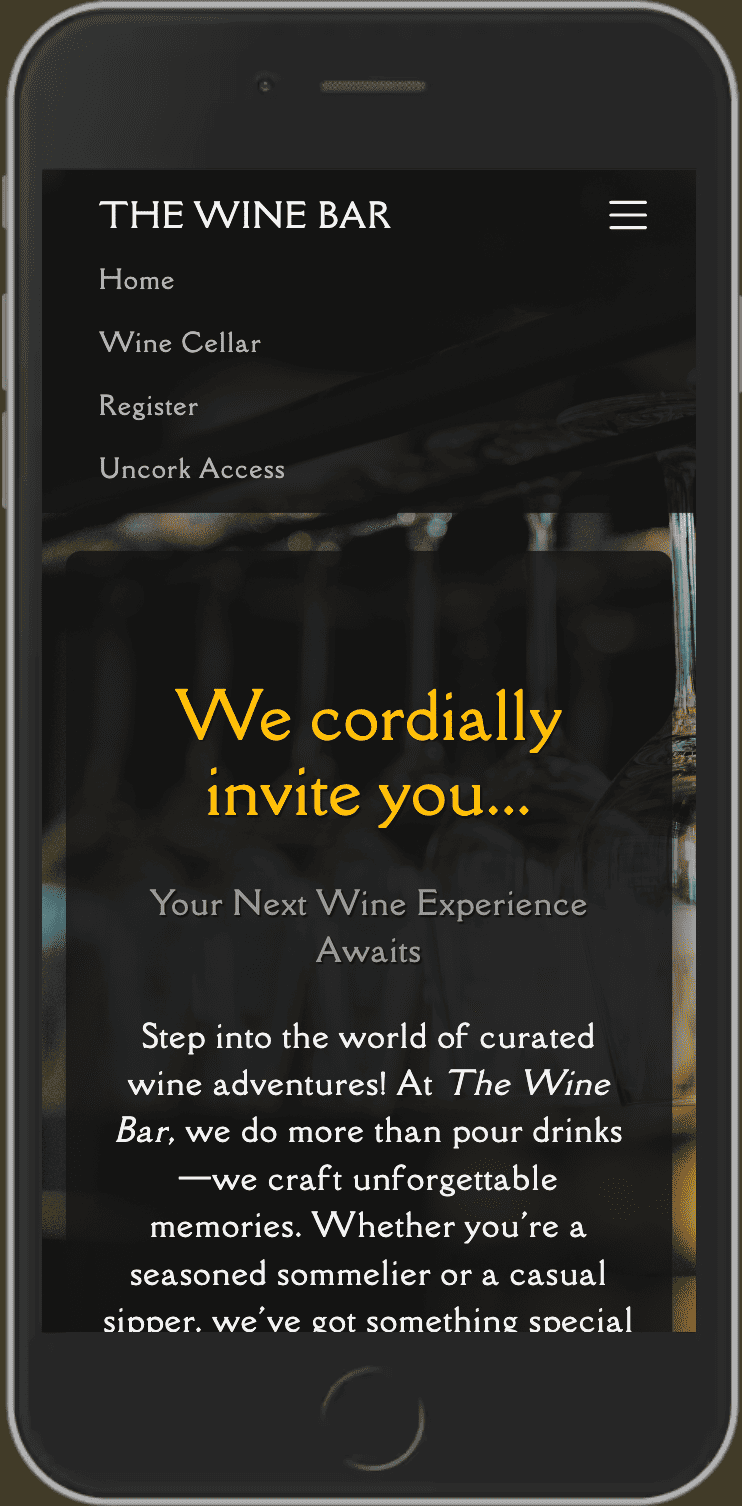 THE WINE BAR
Home
Wine Cellar
Register
Uncork Access
We cordially
invite you...
Your Next Wine Experience
Awaits
Step into the world of curated
wine adventures! At The Wine
Bar, we do more than pour drinks
—we craft unforgettable
memories. Whether you’re a
seasoned sommelier or a casual
sipper, we’ve got something special